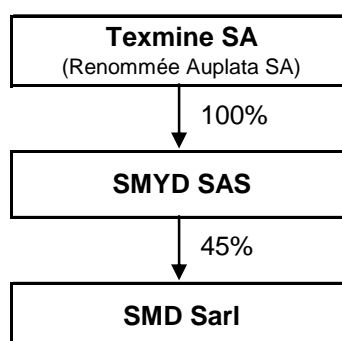 Texmine SA
(Renommée Auplata SA)
100%
SMYD SAS
45%
SMD Sarl